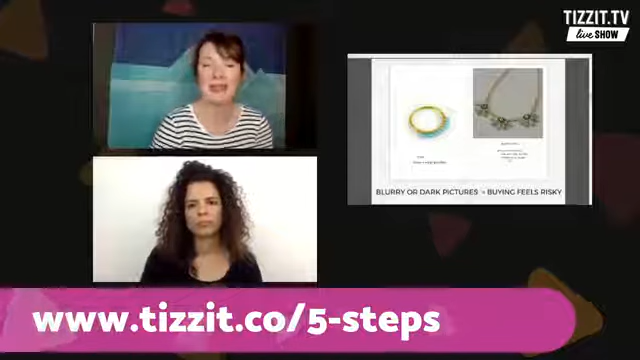 TIZZIT.TV
live SHOW
BLURRY OR DARK PICTURES = BUYING FEELS RISKY
www.tizzit.co/5-steps